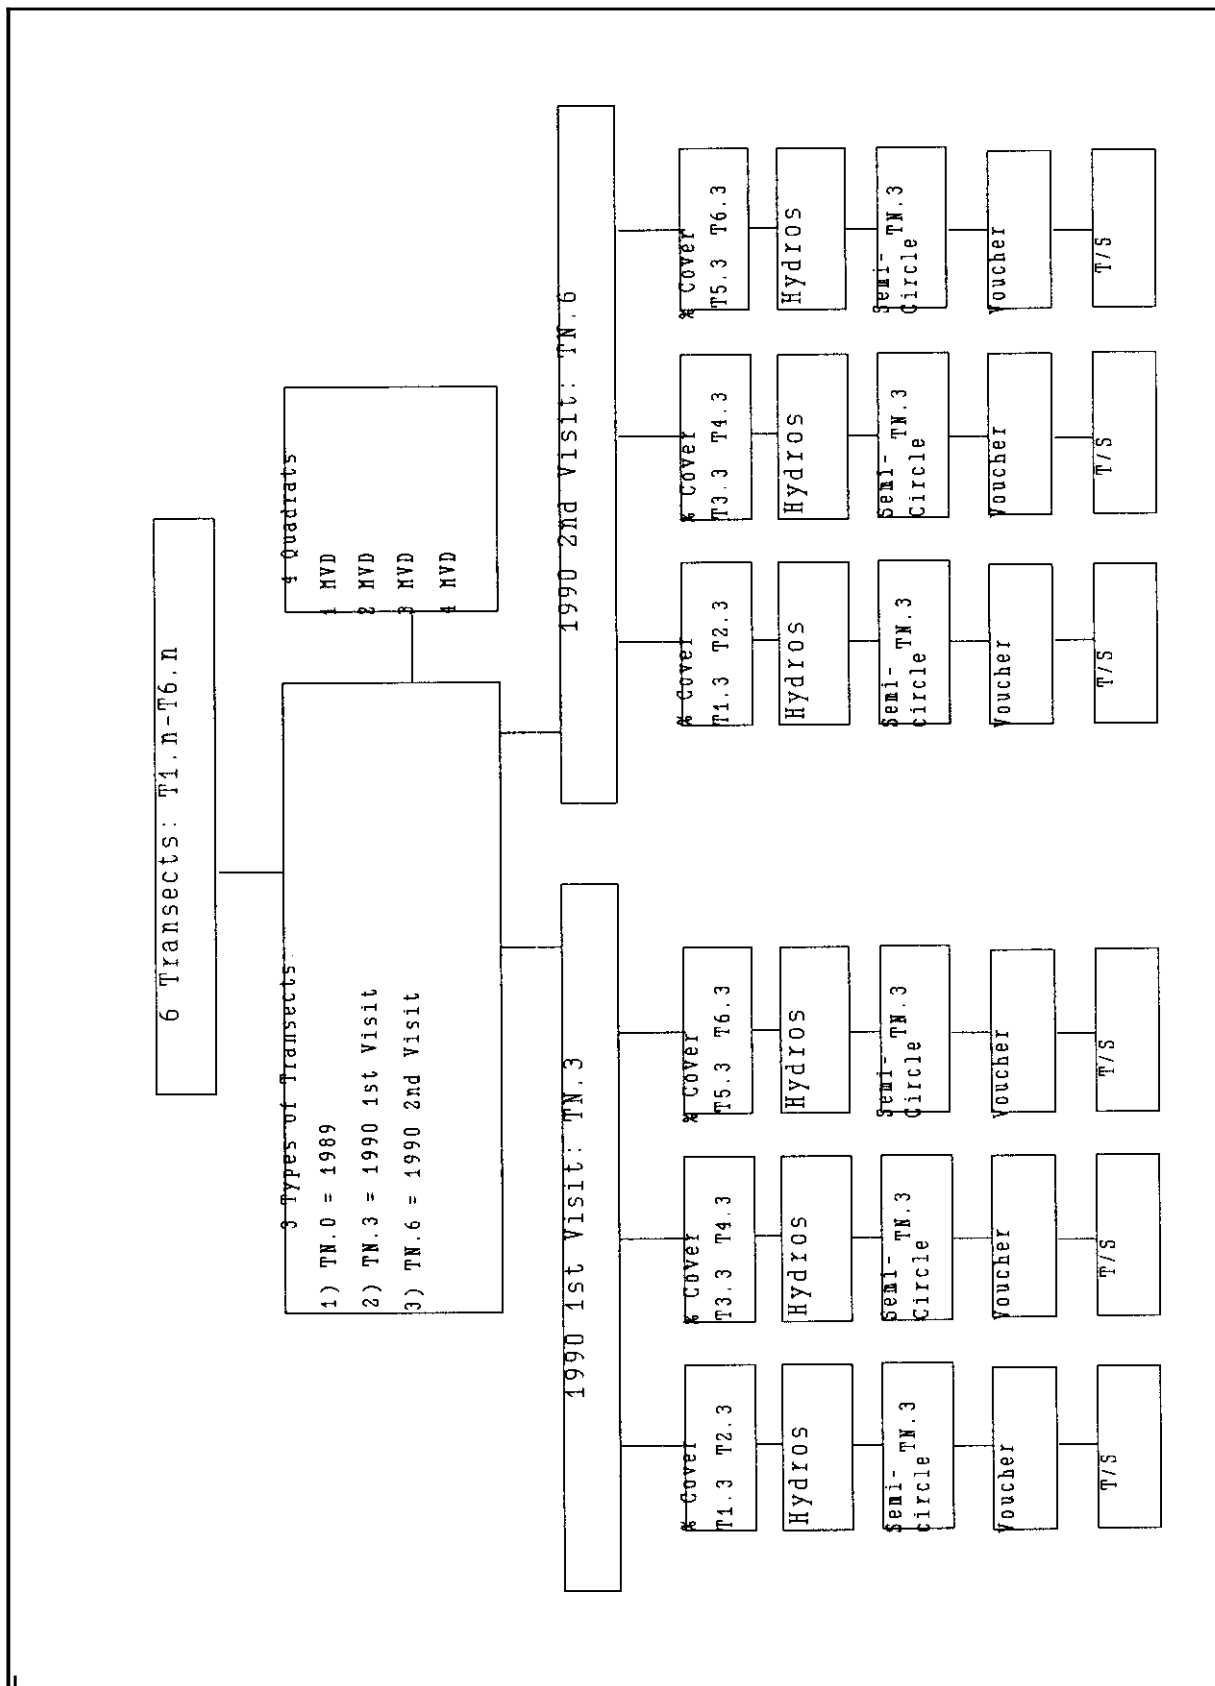 6 Transects: T1.n-T6.n
3 Types of Transects
1) TN.0 = 1989
2) TN.3 = 1990 1st Visit
3) TN.6 = 1990 2nd Visit
4 Quadrats
1 MVD
2 MVD
3 MVD
4 MVD
1990 1st Visit: TN.3
1990 2nd Visit: TN.6
% Cover
T1.3 T2.3
Hydros
Semi- TN.3
circle
Voucher
T/S
% Cover
T3.3 T4.3
Hydros
Semi- TN.3
Circle
Voucher
T/S
% Cover
T5.3 T6.3
Hydros
Semi- TN.3
Circle
Voucher
T/S
% Cover
T1.3 T2.3
Hydros
Semi- TN.3
circle
Voucher
T/S
% Cover
T3.3 T4.3
Hydros
Semi- TN.3
Circle
Voucher
T/S
% Cover
T5.3 T6.3
Hydros
Semi- TN.3
Circle
Voucher
T/S